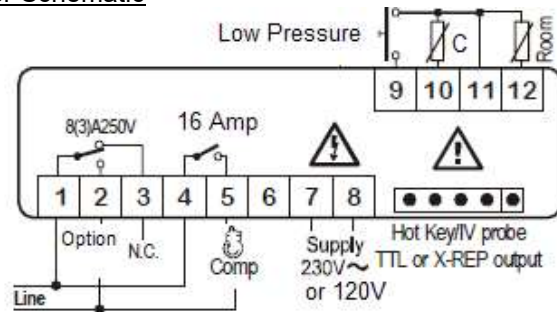 Low Pressure
C
Room
9 10 11 12
8(3)A250V
16 Amp
1 2 3 4 5 6 7 8
Option
N.C.
Comp
Supply
230V~
or 120V
Hot Key/IV probe
TTL or X-REP output
Line